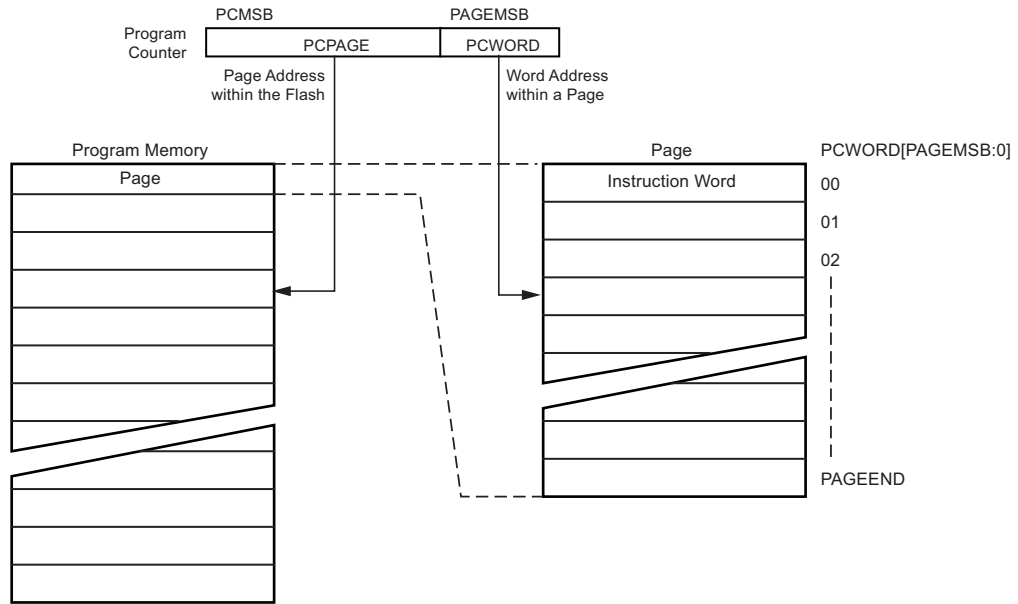 PCMSB PAGEMSB
Program
Counter
PCPAGE PCWORD
Page Address
within the Flash
Word Address
within a Page
Program Memory
Page
Page
Instruction Word
PCWORD[PAGEMSB:0]
00
01
02
PAGEEND